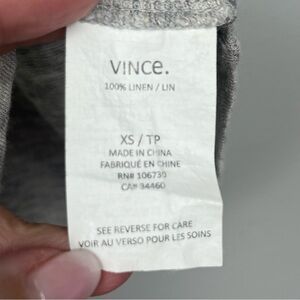 VINCE.
100% LINEN / LIN
XS / TP
MADE IN CHINA
FABRIQUÉ EN CHINE
RN# 106730
CA# 34460
SEE REVERSE FOR CARE
VOIR AU VERSO POUR LES SOINS